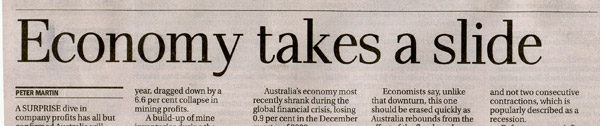 Economy takes a slide
PETER MARTIN
A SURPRISE dive in
company profits has all but
year, dragged down by a
6.6 per cent collapse in
mining profits.
A build-up of mine
Australia's economy most
recently shrank during the
global financial crisis, losing
0.9 per cent in the December
Economists say, unlike
that downturn, this one
should be erased quickly as
Australia rebounds from the
and not two consecutive
contractions, which is
popularly described as a
recession.